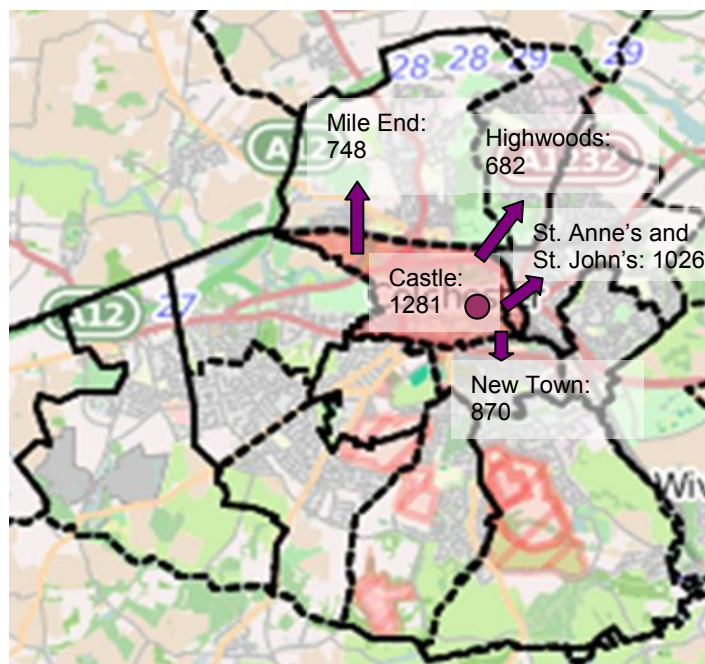 28 28 29 29
Mile End:
748
Highwoods:
682
A1232
St. Anne's and
St. John's: 1026
Castle:
1281
A12
27
New Town:
870
Wiv